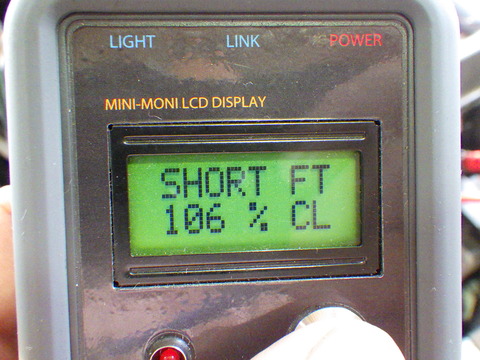 LIGHT LINK POWER
MINI-MONI LCD DISPLAY
SHORT FT
106 % CL